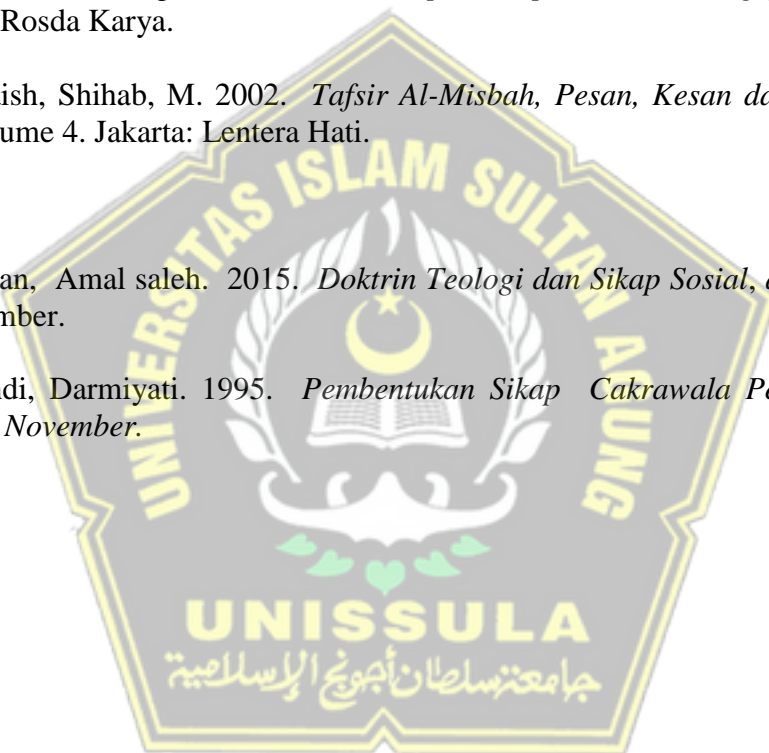 Rosda Karya.
ish, Shihab, M. 2002. Tafsir Al-Misbah, Pesan, Kesan da
ume 4. Jakarta: Lentera Hati.
an, Amal saleh. 2015. Doktrin Teologi dan Sikap Sosial,
mber.
ndi, Darmiyati. 1995. Pembentukan Sikap Cakrawala Pe
November.
UNIVERSITAS ISLAM SULTAN AGUNG
UNISSULA
جامعة سلطان أجونج الإسلامية